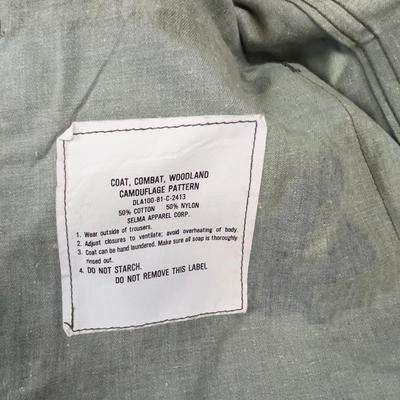 COAT, COMBAT, WOODLAND
CAMOUFLAGE PATTERN
DLA100-81-C-2413
50% COTTON 50% NYLON
SELMA APPAREL CORP.
1. Wear outside of trousers.
2. Adjust closures to ventilate; avoid overheating of body.
3. Coat can be hand laundered. Make sure all soap is thoroughly
rinsed out.
4. DO NOT STARCH.
DO NOT REMOVE THIS LABEL